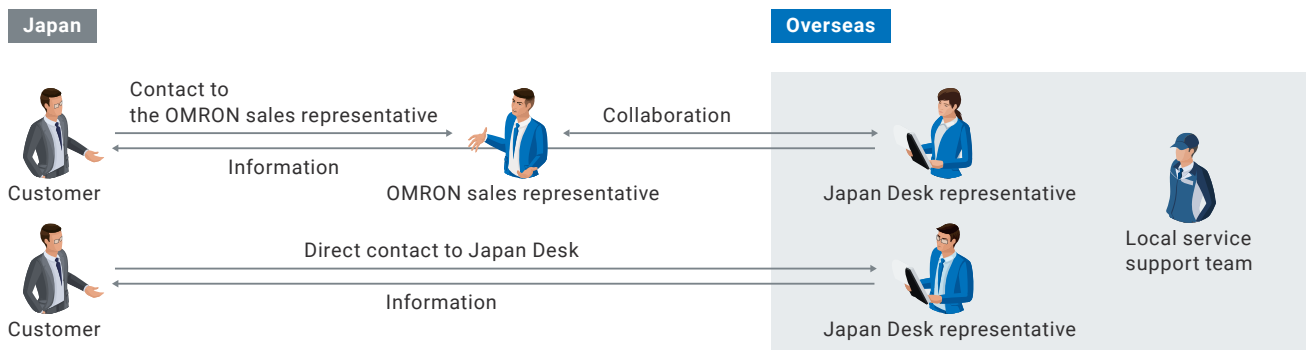 Japan
Overseas
Contact to
the OMRON sales representative
Collaboration
Information
Customer
OMRON sales representative
Japan Desk representative
Direct contact to Japan Desk
Local service
support team
Information
Customer
Japan Desk representative